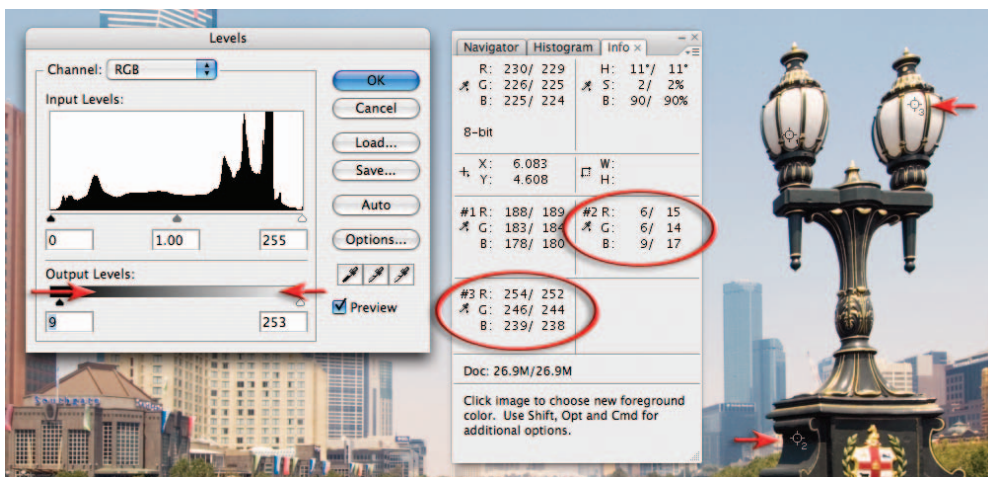 Levels
Channel: RGB
Input Levels:
0 1.00 255
Output Levels:
9 253
OK
Cancel
Load...
Save...
Auto
Options...
Preview
Navigator Histogram Info ×
R: 230/ 229 H: 11°/ 11°
G: 226/ 225 S: 2/ 2%
B: 225/ 224 B: 90/ 90%
8-bit
X: 6.083 W:
Y: 4.608 H:
#1 R: 188/ 189 #2 R: 6/ 15
G: 183/ 184 G: 6/ 14
B: 178/ 180 B: 9/ 17
#3 R: 254/ 252
G: 246/ 244
B: 239/ 238
Doc: 26.9M/26.9M
Click image to choose new foreground
color. Use Shift, Opt and Cmd for
additional options.
3
2